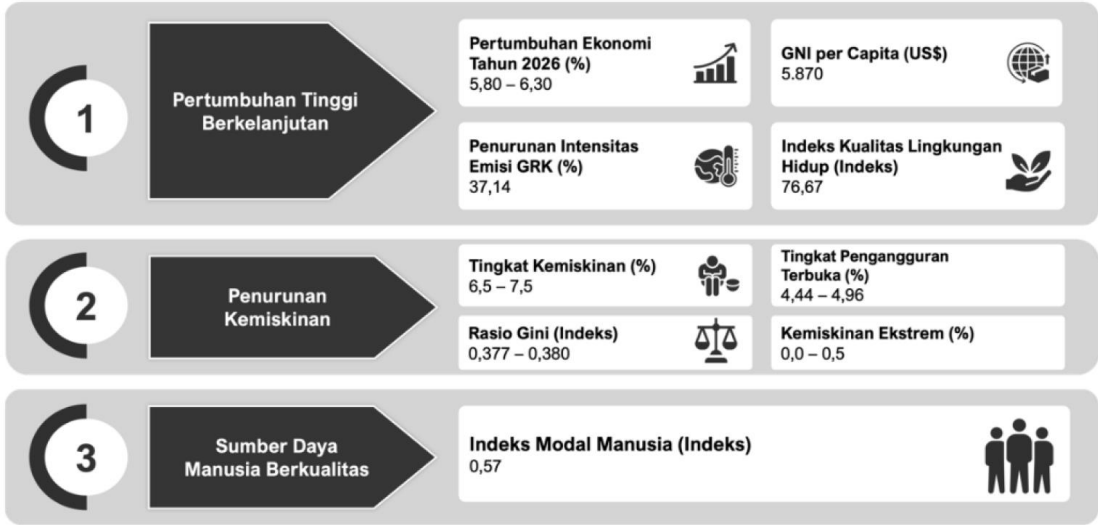 1
Pertumbuhan Tinggi
Berkelanjutan
Pertumbuhan Ekonomi
Tahun 2026 (%)
5,80 – 6,30
GNI per Capita (US$)
5.870
Penurunan Intensitas
Emisi GRK (%)
37,14
Indeks Kualitas Lingkungan
Hidup (Indeks)
76,67
2
Penurunan
Kemiskinan
Tingkat Kemiskinan (%)
6,5 – 7,5
Tingkat Pengangguran
Terbuka (%)
4,44 – 4,96
Rasio Gini (Indeks)
0,377 – 0,380
Kemiskinan Ekstrem (%)
0,0 – 0,5
3
Sumber Daya
Manusia Berkualitas
Indeks Modal Manusia (Indeks)
0,57